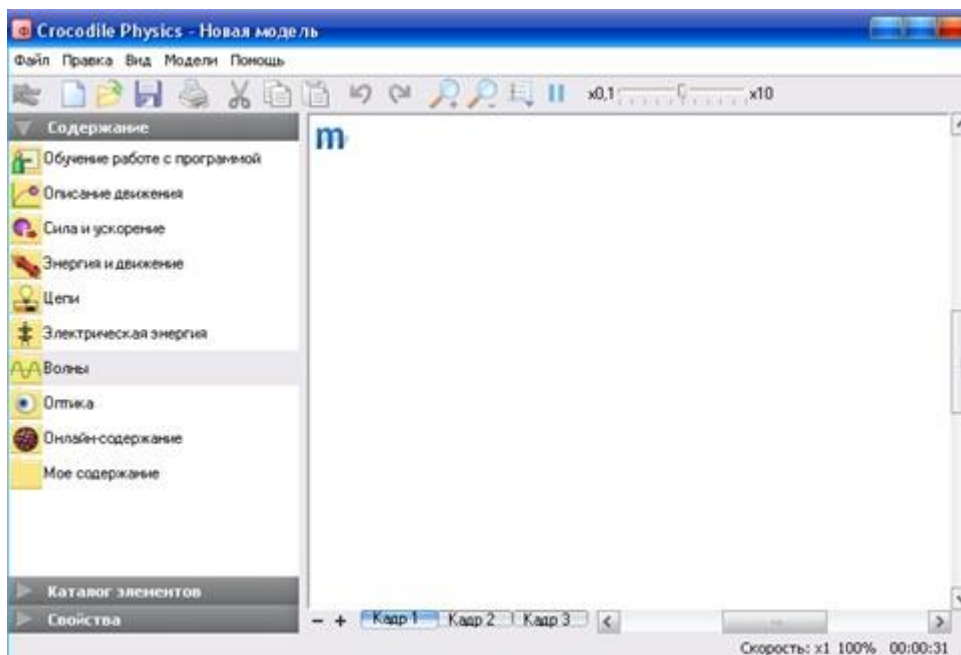 Crocodile Physics - Новая модель
Файл Правка Вид Модели Помощь
x0,1 x10
Содержание
m
Обучение работе с программой
Описание движения
Сила и ускорение
Энергия и движение
Цепи
Электрическая энергия
Волны
Оптика
Онлайн-содержание
Мое содержание
Каталог элементов
Свойства
- + Кадр 1 Кадр 2 Кадр 3
Скорость: x1 100% 00:00:31